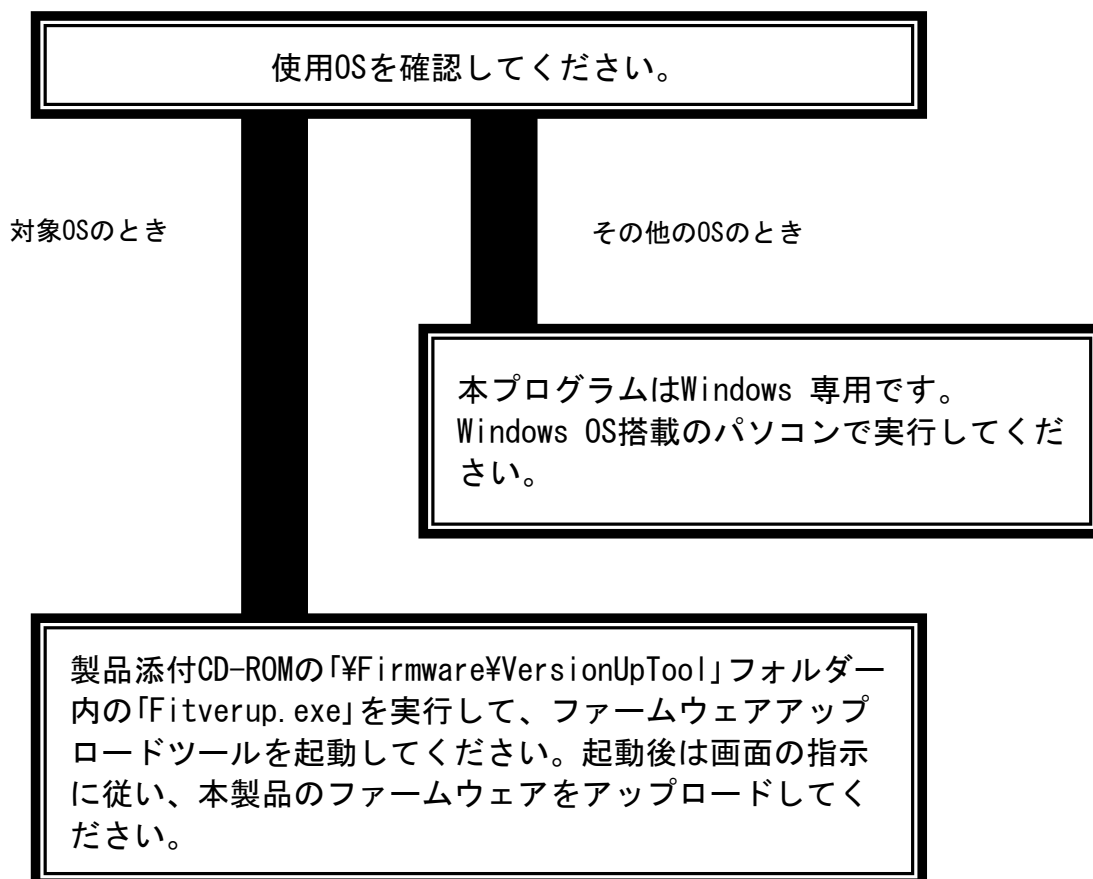 使用OSを確認してください。
対象OSのとき
その他のOSのとき
本プログラムはWindows 専用です。
Windows OS搭載のパソコンで実行してくだ
さい。
製品添付CD-ROMの「¥Firmware¥VersionUpTool」フォルダー
内の「Fitverup.exe」を実行して、ファームウェアアップ
ロードツールを起動してください。起動後は画面の指示
に従い、本製品のファームウェアをアップロードしてく
ださい。